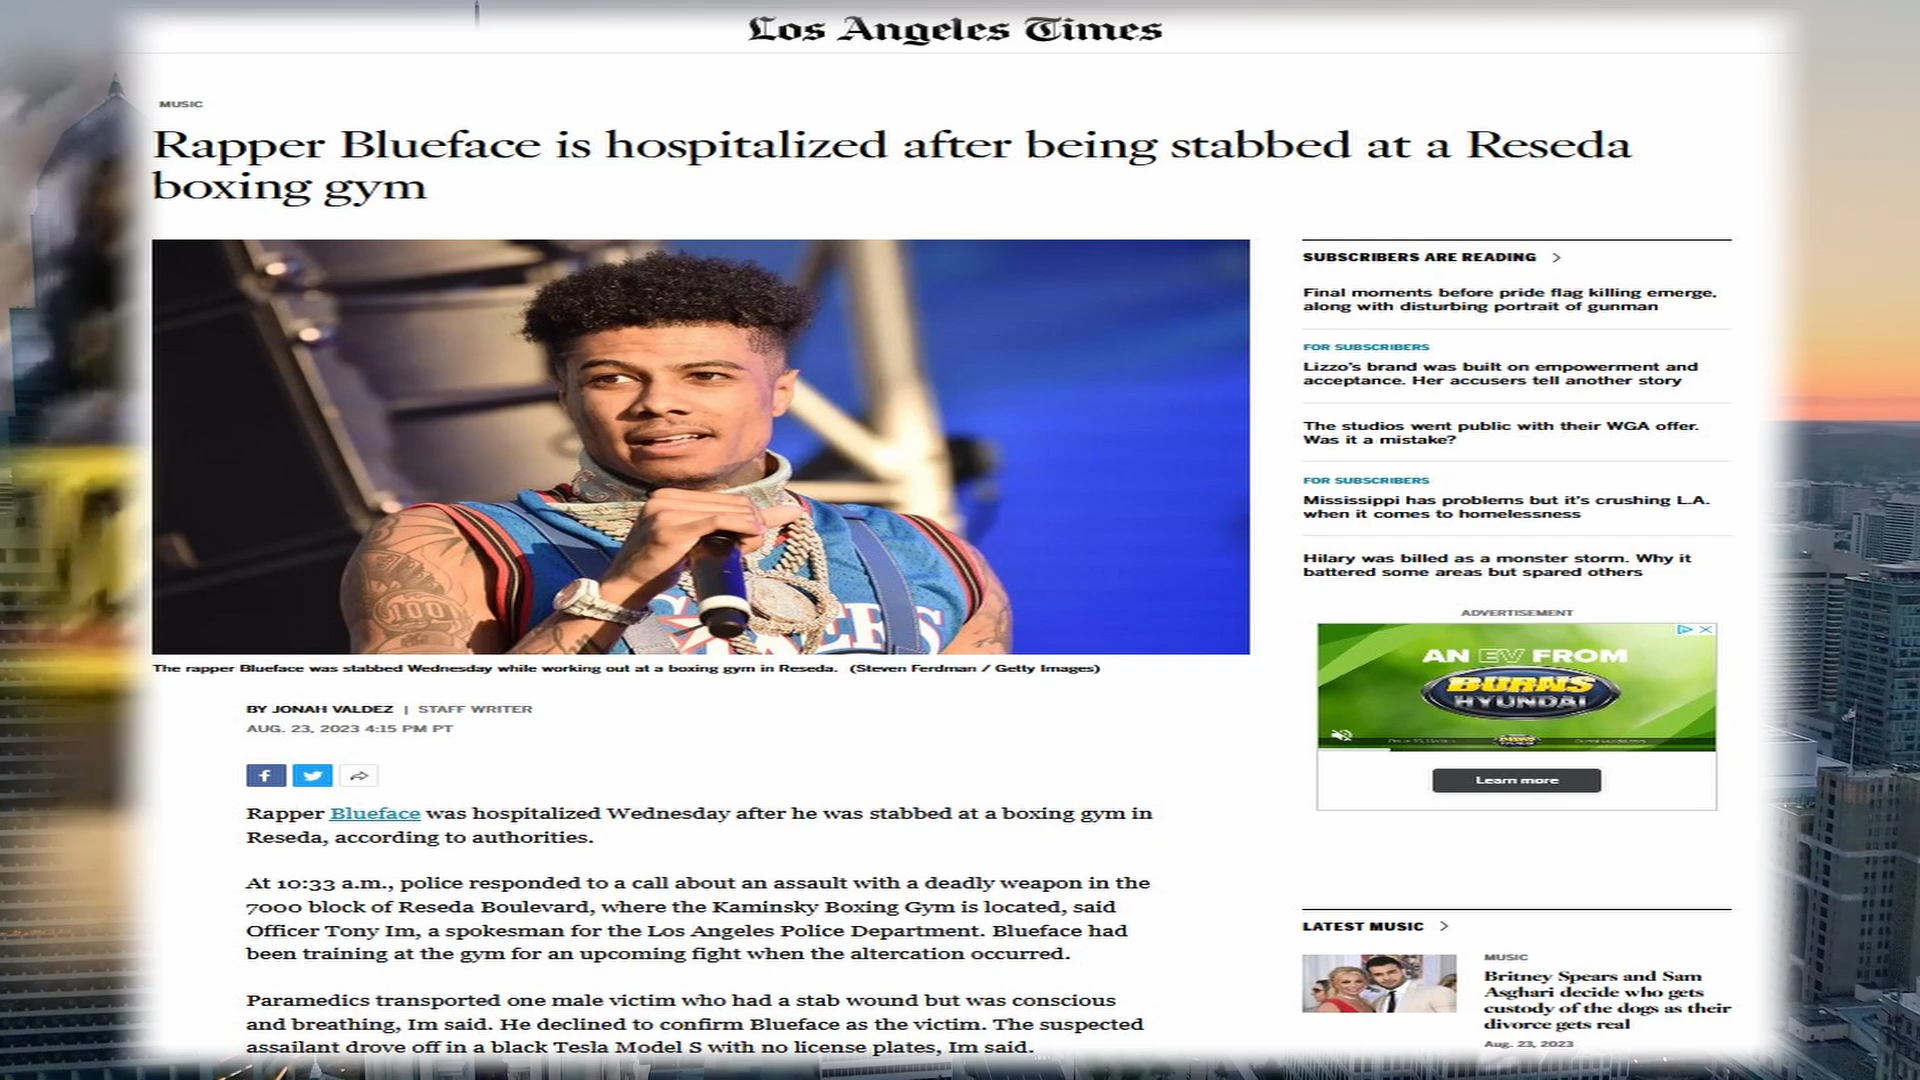 Los Angeles Times
MUSIC
Rapper Blueface is hospitalized after being stabbed at a Reseda
boxing gym
The rapper Blueface was stabbed Wednesday while working out at a boxing gym in Reseda. (Steven Ferdman / Getty Images)
BY JONAH VALDEZ | STAFF WRITER
AUG. 23, 2023 4:15 PM PT
Rapper Blueface was hospitalized Wednesday after he was stabbed at a boxing gym in
Reseda, according to authorities.
At 10:33 a.m., police responded to a call about an assault with a deadly weapon in the
7000 block of Reseda Boulevard, where the Kaminsky Boxing Gym is located, said
Officer Tony Im, a spokesman for the Los Angeles Police Department. Blueface had
been training at the gym for an upcoming fight when the altercation occurred.
Paramedics transported one male victim who had a stab wound but was conscious
and breathing, Im said. He declined to confirm Blueface as the victim. The suspected
assailant drove off in a black Tesla Model S with no license plates, Im said.
SUBSCRIBERS ARE READING >
Final moments before pride flag killing emerge,
along with disturbing portrait of gunman
FOR SUBSCRIBERS
Lizzo's brand was built on empowerment and
acceptance. Her accusers tell another story
The studios went public with their WGA offer.
Was it a mistake?
FOR SUBSCRIBERS
Mississippi has problems but it's crushing L.A.
when it comes to homelessness
Hilary was billed as a monster storm. Why it
battered some areas but spared others
ADVERTISEMENT
AN EV FROM
BURNS
HYUNDAI
Learn more
LATEST MUSIC >
MUSIC
Britney Spears and Sam
Asghari decide who gets
custody of the dogs as their
divorce gets real
Aug. 23, 2023
100